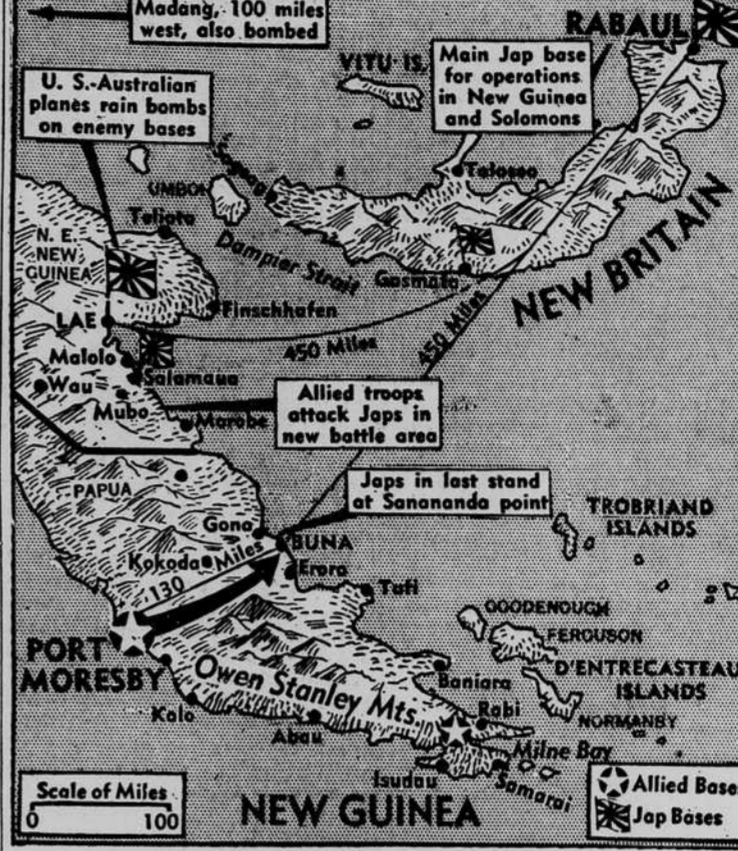 Madang, 100 miles
west, also bombed
RABAUL
VITU IS.
Main Jap base
for operations
in New Guinea
and Solomons
U. S.-Australian
planes rain bombs
on enemy bases
Talasea
UMBOI
Teliata
Dampier Strait
N. E.
NEW
GUINEA
Gasmata
NEW BRITAIN
Finschhafen
LAE
450 Miles
450 Miles
Malolo
Salamaua
Wau
Mubo
Allied troops
attack Japs in
new battle area
Marobe
Japs in last stand
at Sanananda point
PAPUA
TROBRIAND
ISLANDS
Gona
BUNA
Kokoda
130 Miles
Erora
Tufi
GOODENOUGH
FERGUSON
PORT
MORESBY
Owen Stanley Mts.
D'ENTRECASTEAU
ISLANDS
Baniara
NORMANBY
Kalo
Abau
Rabi
Milne Bay
Isudau
Samarai
Scale of Miles
0 100
NEW GUINEA
Allied Base
Jap Bases